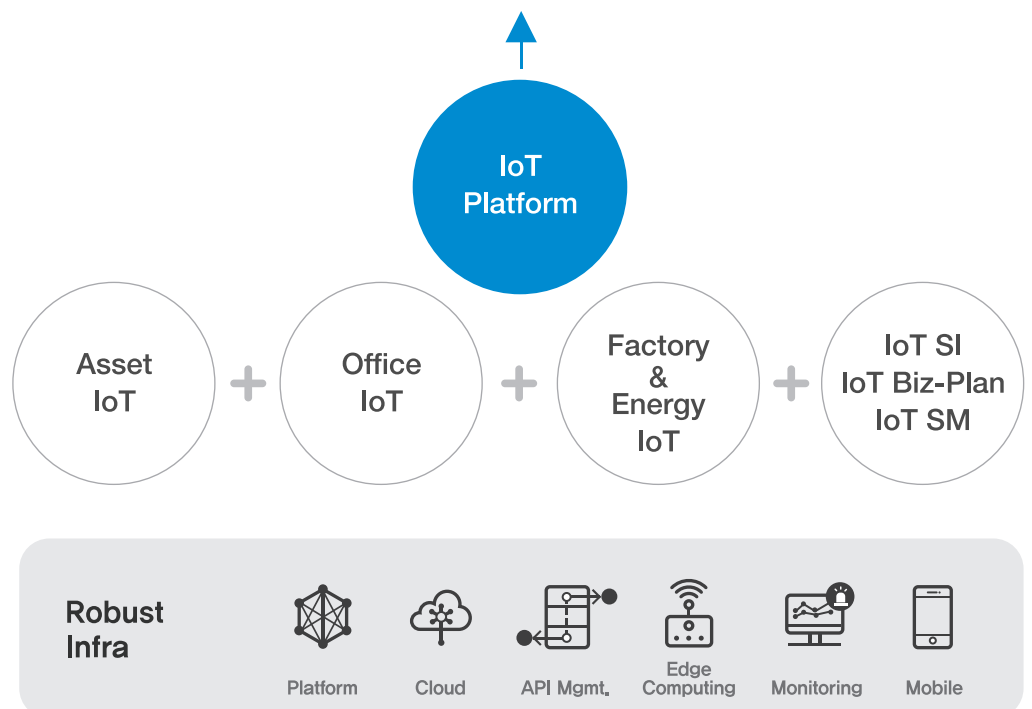 IoT
Platform
Asset
IoT
Office
IoT
Factory
&
Energy
IoT
IoT SI
IoT Biz-Plan
IoT SM
Robust
Infra
Platform
Cloud
API Mgmt.
Edge
Computing
Monitoring
Mobile